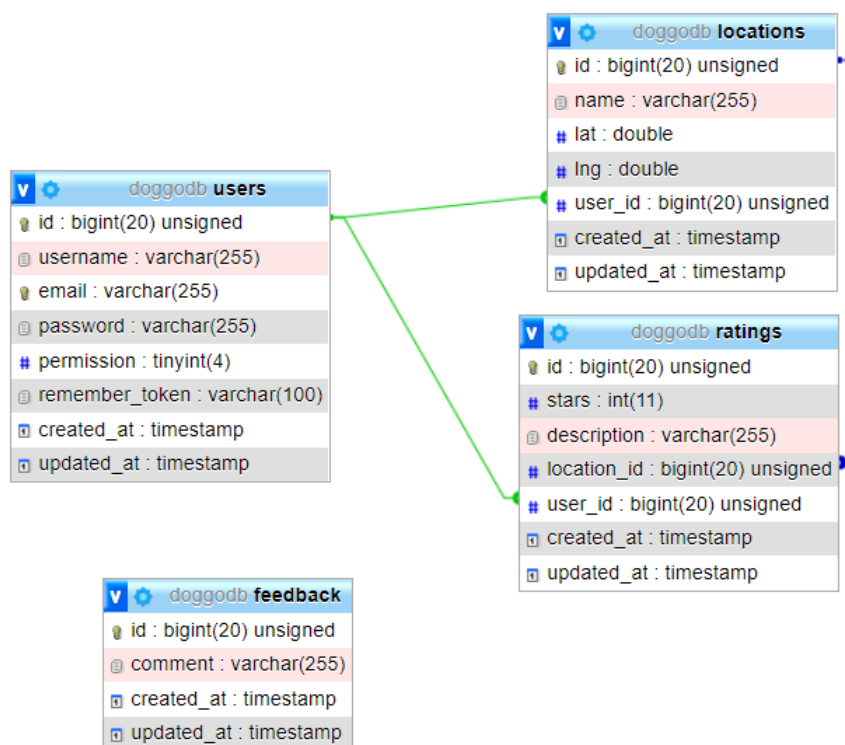 doggodb locations
id : bigint(20) unsigned
name : varchar(255)
lat : double
lng : double
user_id : bigint(20) unsigned
created_at : timestamp
updated_at : timestamp
doggodb users
id : bigint(20) unsigned
username : varchar(255)
email : varchar(255)
password : varchar(255)
permission : tinyint(4)
remember_token : varchar(100)
created_at : timestamp
updated_at : timestamp
doggodb ratings
id : bigint(20) unsigned
stars : int(11)
description : varchar(255)
location_id : bigint(20) unsigned
user_id : bigint(20) unsigned
created_at : timestamp
updated_at : timestamp
doggodb feedback
id : bigint(20) unsigned
comment : varchar(255)
created_at : timestamp
updated_at : timestamp